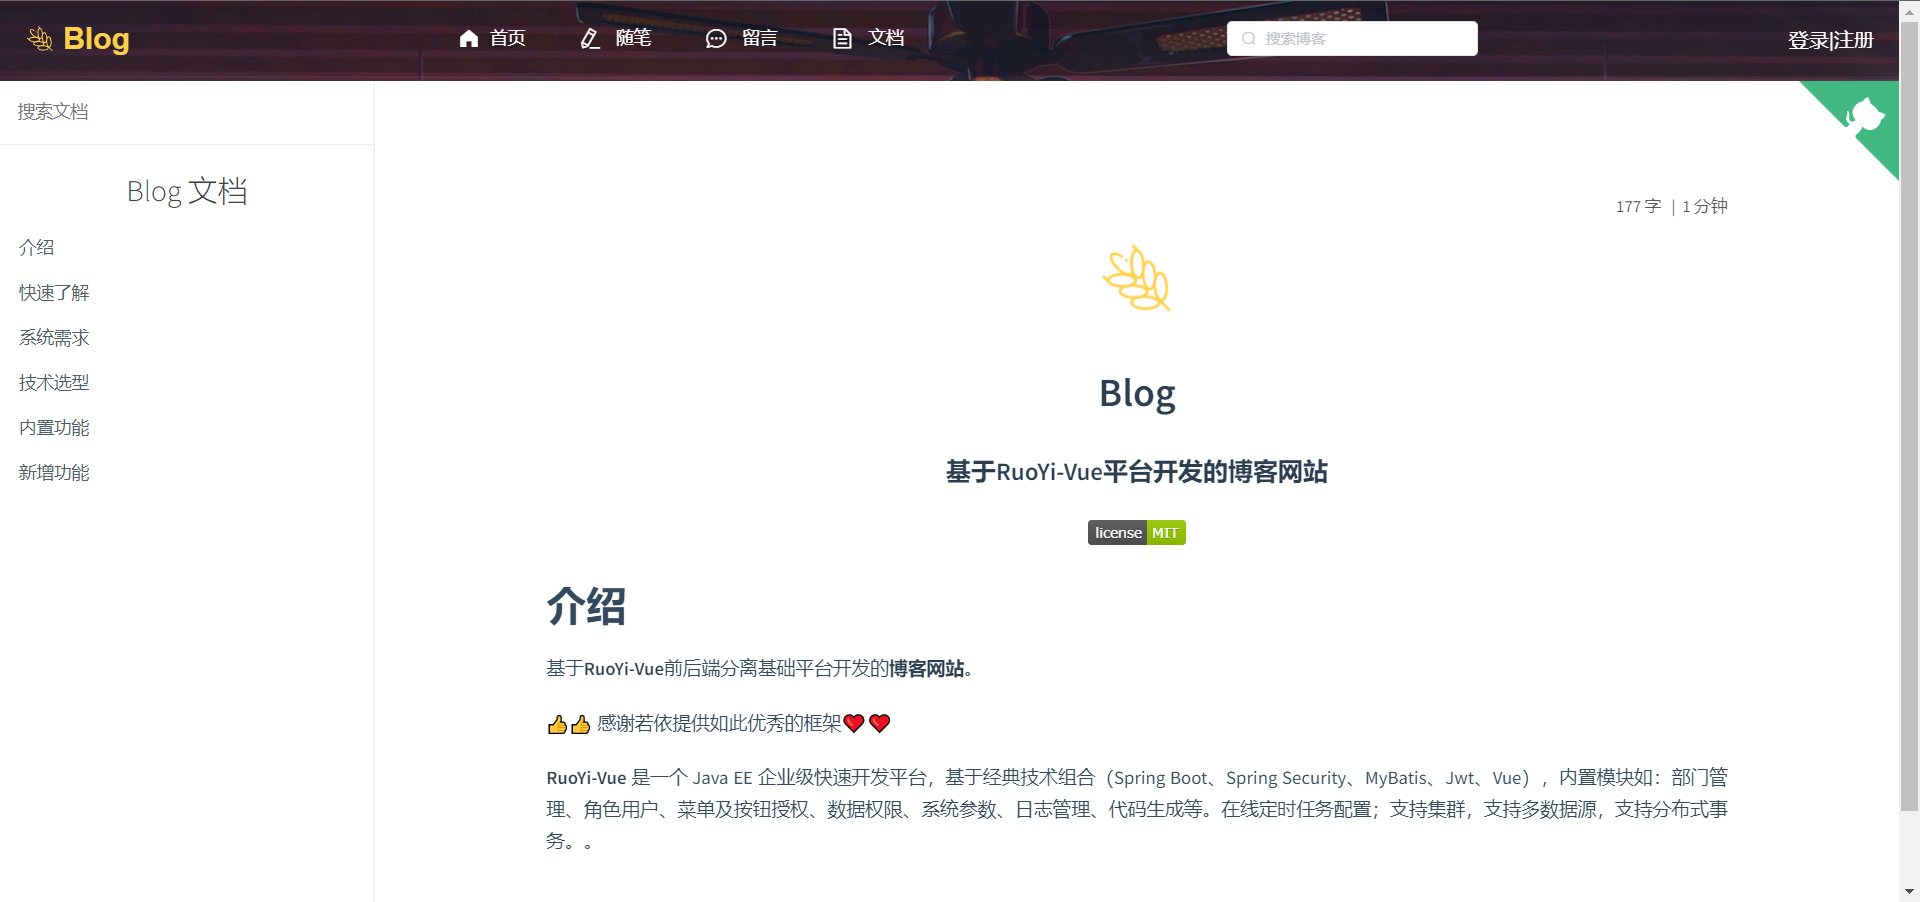 Blog
首页
随笔
留言
文档
搜索博客
登录|注册
搜索文档
Blog 文档
介绍
快速了解
系统需求
技术选型
内置功能
新增功能
177 字 | 1 分钟
Blog
基于RuoYi-Vue平台开发的博客网站
license MIT
介绍
基于RuoYi-Vue前后端分离基础平台开发的博客网站。
👍👍 感谢若依提供如此优秀的框架❤️❤️
RuoYi-Vue 是一个 Java EE 企业级快速开发平台，基于经典技术组合（Spring Boot、Spring Security、MyBatis、Jwt、Vue），内置模块如：部门管
理、角色用户、菜单及按钮授权、数据权限、系统参数、日志管理、代码生成等。在线定时任务配置；支持集群，支持多数据源，支持分布式事
务。。